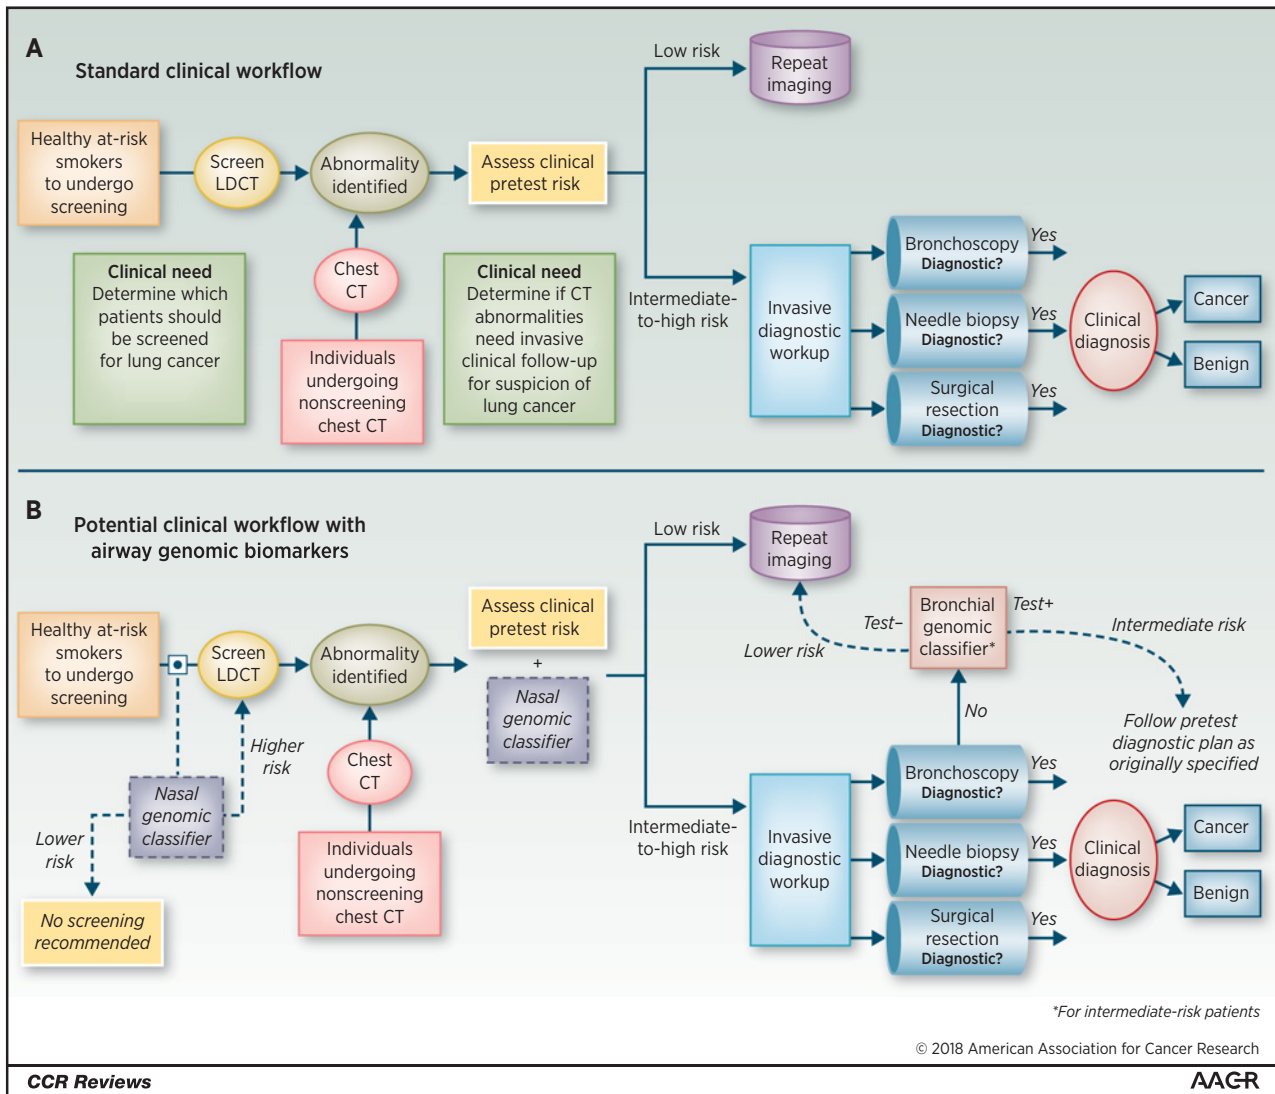 A
Standard clinical workflow
Healthy at-risk
smokers
to undergo
screening
Screen
LDCT
Abnormality
identified
Assess clinical
pretest risk
Low risk
Repeat
imaging
Clinical need
Determine which
patients should
be screened
for lung cancer
Chest
CT
Individuals
undergoing
nonscreening
chest CT
Clinical need
Determine if CT
abnormalities
need invasive
clinical follow-up
for suspicion of
lung cancer
Intermediate-
to-high risk
Invasive
diagnostic
workup
Bronchoscopy
Diagnostic?
Yes
Needle biopsy
Diagnostic?
Yes
Surgical
resection
Diagnostic?
Yes
Clinical
diagnosis
Cancer
Benign
B
Potential clinical workflow with
airway genomic biomarkers
Healthy at-risk
smokers
to undergo
screening
Screen
LDCT
Abnormality
identified
Assess clinical
pretest risk
+
Nasal
genomic
classifier
Low risk
Repeat
imaging
Lower risk
Test–
Bronchial
genomic
classifier*
Test+
Intermediate risk
Follow pretest
diagnostic plan as
originally specified
No
Higher
risk
Nasal
genomic
classifier
Lower
risk
No screening
recommended
Chest
CT
Individuals
undergoing
nonscreening
chest CT
Intermediate-
to-high risk
Invasive
diagnostic
workup
Bronchoscopy
Diagnostic?
Yes
Needle biopsy
Diagnostic?
Yes
Surgical
resection
Diagnostic?
Yes
Clinical
diagnosis
Cancer
Benign
*For intermediate-risk patients
© 2018 American Association for Cancer Research
CCR Reviews
AACR